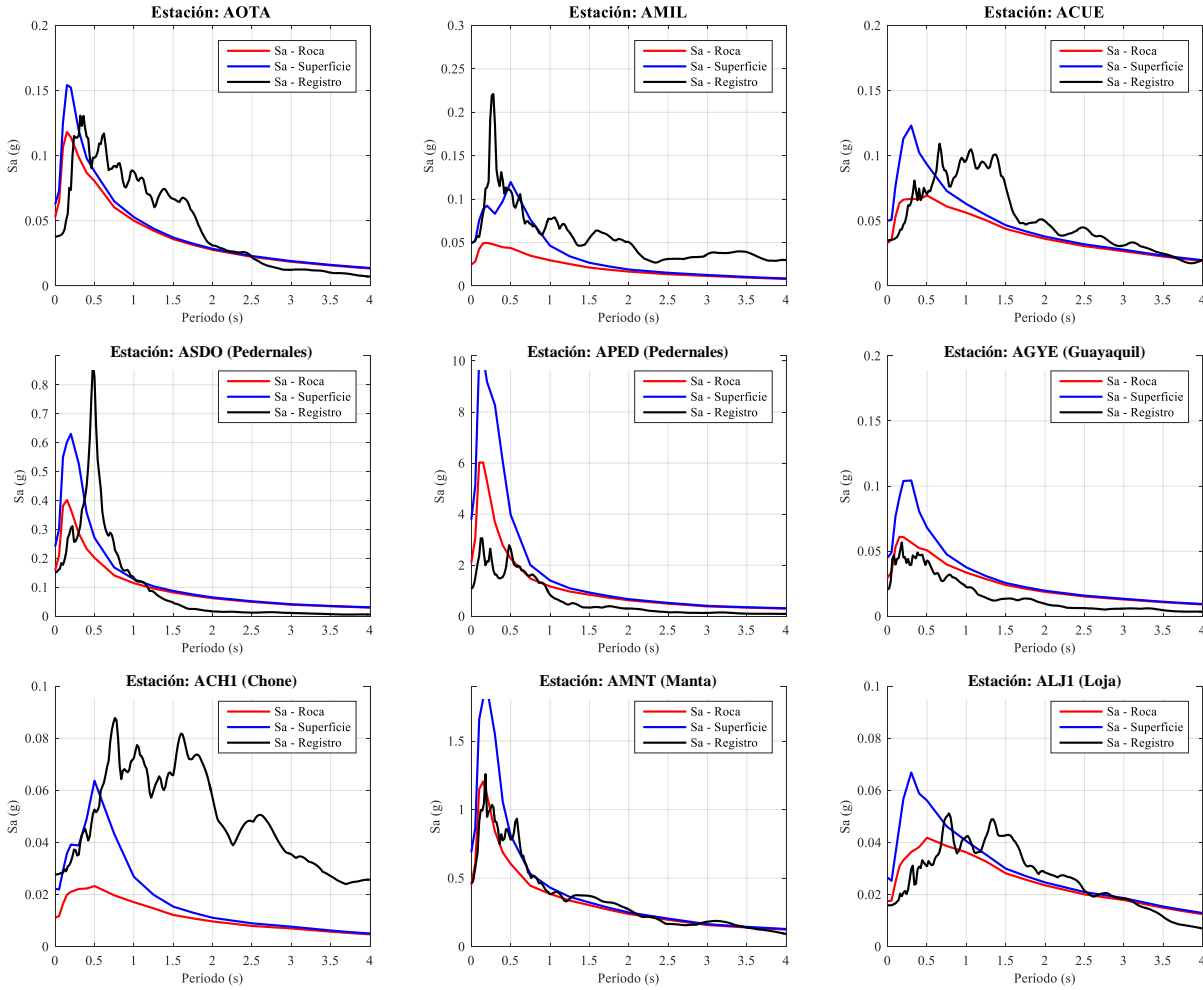 Estación: AOTA
0.2
0.15
0.1
0.05
0
Sa (g)
Sa - Roca
Sa - Superficie
Sa - Registro
0 0.5 1 1.5 2 2.5 3 3.5 4
Período (s)
Estación: AMIL
0.3
0.25
0.2
0.15
0.1
0.05
0
Sa (g)
Sa - Roca
Sa - Superficie
Sa - Registro
0 0.5 1 1.5 2 2.5 3 3.5 4
Período (s)
Estación: ACUE
0.2
0.15
0.1
0.05
0
Sa (g)
Sa - Roca
Sa - Superficie
Sa - Registro
0 0.5 1 1.5 2 2.5 3 3.5 4
Período (s)
Estación: ASDO (Pedernales)
0.8
0.7
0.6
0.5
0.4
0.3
0.2
0.1
0
Sa (g)
Sa - Roca
Sa - Superficie
Sa - Registro
0 0.5 1 1.5 2 2.5 3 3.5 4
Período (s)
Estación: APED (Pedernales)
10
8
6
4
2
0
Sa (g)
Sa - Roca
Sa - Superficie
Sa - Registro
0 0.5 1 1.5 2 2.5 3 3.5 4
Período (s)
Estación: AGYE (Guayaquil)
0.2
0.15
0.1
0.05
0
Sa (g)
Sa - Roca
Sa - Superficie
Sa - Registro
0 0.5 1 1.5 2 2.5 3 3.5 4
Período (s)
Estación: ACH1 (Chone)
0.1
0.08
0.06
0.04
0.02
0
Sa (g)
Sa - Roca
Sa - Superficie
Sa - Registro
0 0.5 1 1.5 2 2.5 3 3.5 4
Período (s)
Estación: AMNT (Manta)
1.5
1
0.5
0
Sa (g)
Sa - Roca
Sa - Superficie
Sa - Registro
0 0.5 1 1.5 2 2.5 3 3.5 4
Período (s)
Estación: ALJ1 (Loja)
0.1
0.08
0.06
0.04
0.02
0
Sa (g)
Sa - Roca
Sa - Superficie
Sa - Registro
0 0.5 1 1.5 2 2.5 3 3.5 4
Período (s)